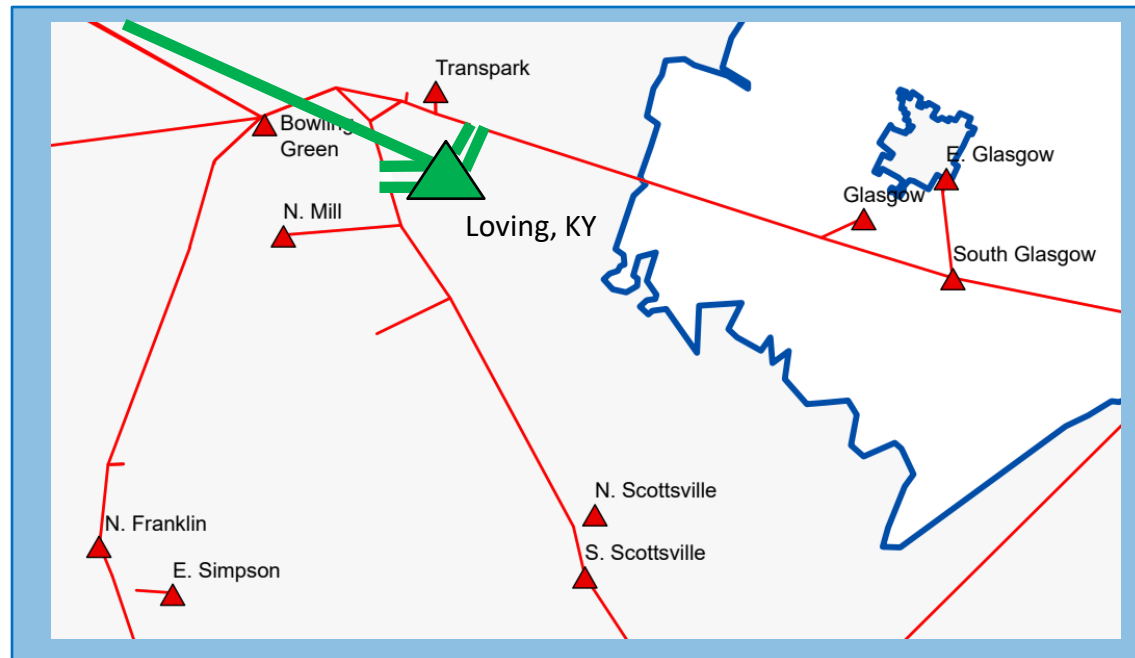 Transpark
Bowling
Green
E. Glasgow
Glasgow
N. Mill
Loving, KY
South Glasgow
N. Scottsville
N. Franklin
S. Scottsville
E. Simpson